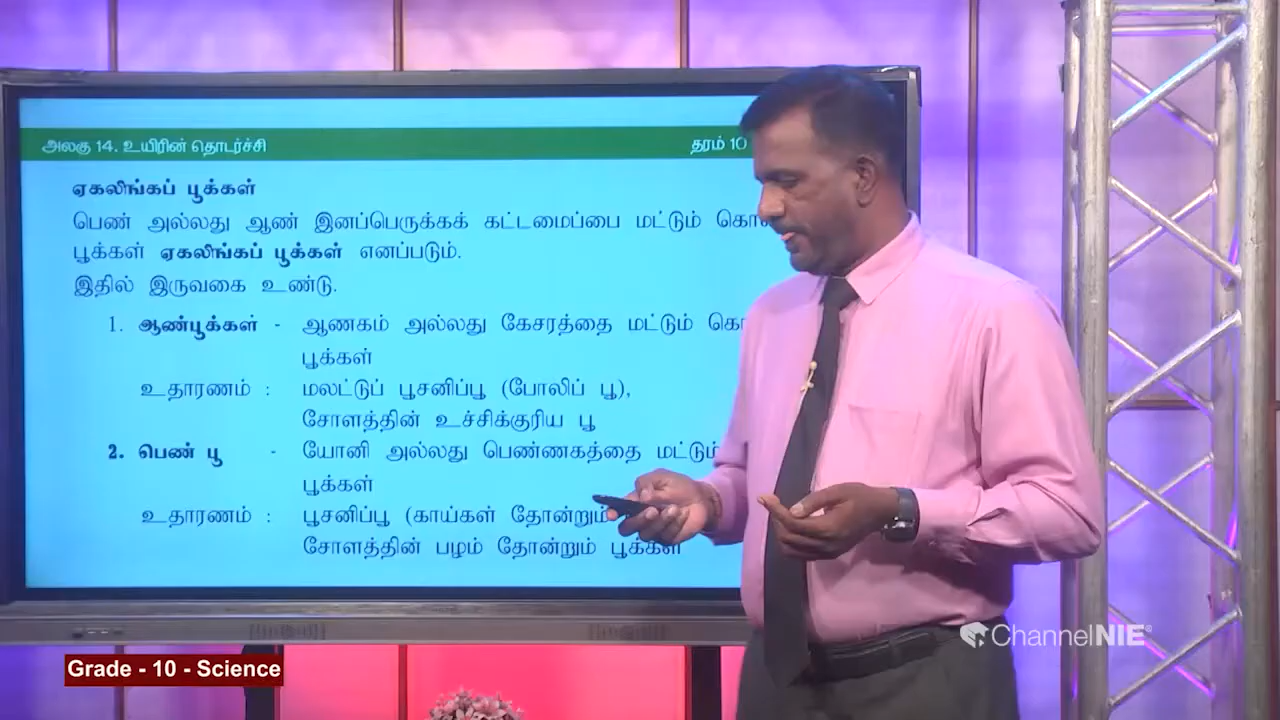 அலகு 14. உயிரின் தொடர்ச்சி தரம் 10
ஏகலிங்கப் பூக்கள்
பெண் அல்லது ஆண் இனப்பெருக்கக் கட்டமைப்பை மட்டும்
பூக்கள் ஏகலிங்கப் பூக்கள் எனப்படும்.
இதில் இருவகை உண்டு.
1. ஆண்பூக்கள் - ஆணகம் அல்லது கேசரத்தை மட்டும்
பூக்கள்
உதாரணம் : மலட்டுப் பூசனிப்பூ (போலிப் பூ),
சோளத்தின் உச்சிக்குரிய பூ
2. பெண் பூ - யோனி அல்லது பெண்ணகத்தை மட்டும்
பூக்கள்
உதாரணம் : பூசனிப்பூ (காய்கள் தோன்றும்
சோளத்தின் பழம் தோன்றும் பூக்கள்
ChannelNIE
Grade - 10 - Science